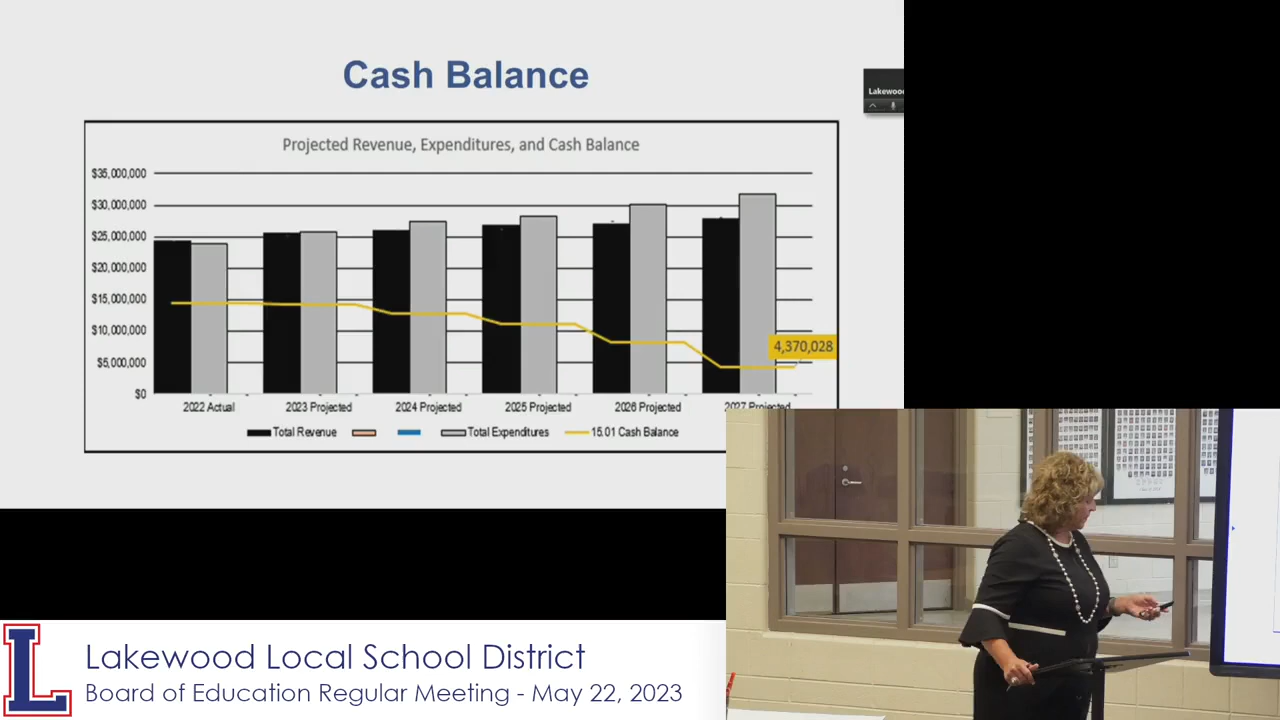 Cash Balance
Lakewoo
Projected Revenue, Expenditures, and Cash Balance
$35,000,000
$30,000,000
$25,000,000
$20,000,000
$15,000,000
$10,000,000
$5,000,000
$0
4,370,028
2022 Actual 2023 Projected 2024 Projected 2025 Projected 2026 Projected 2027 Projected
Total Revenue Total Expenditures 15.01 Cash Balance
L
Lakewood Local School District
Board of Education Regular Meeting - May 22, 2023